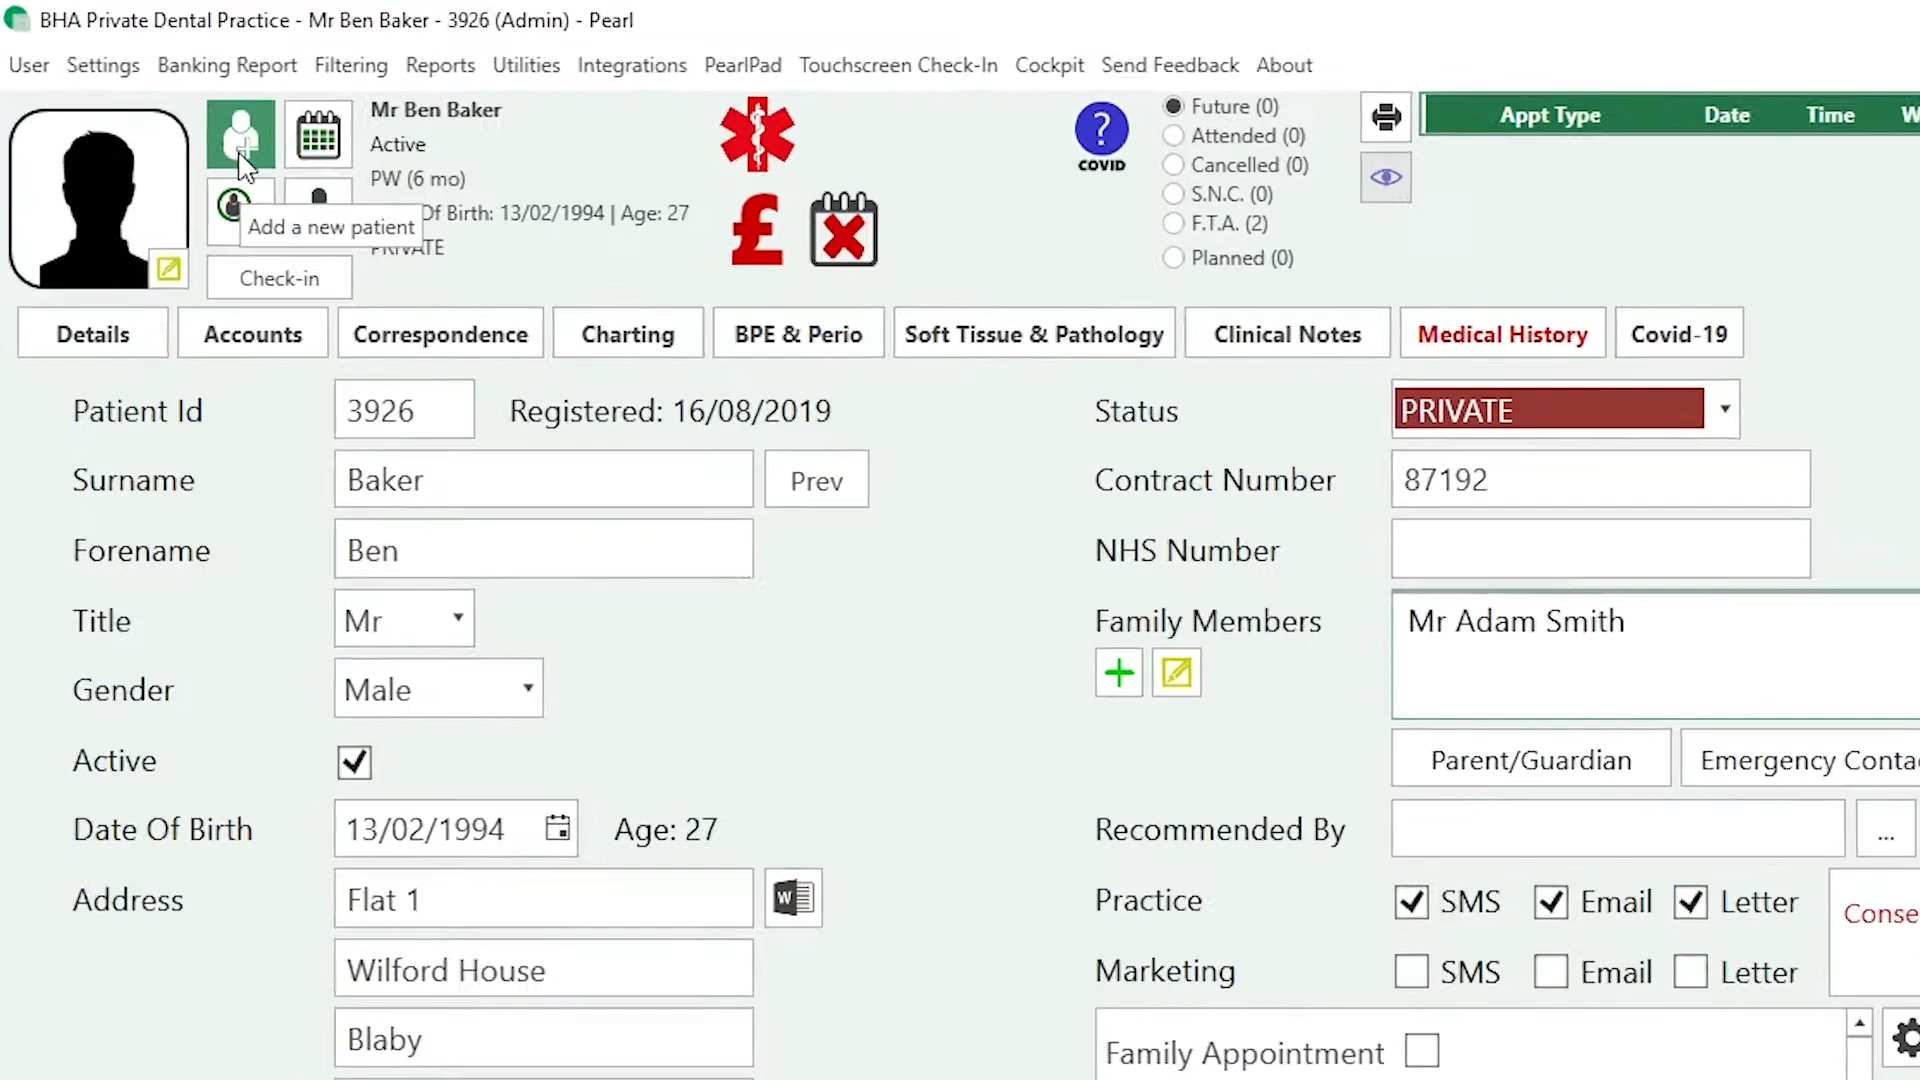 BHA Private Dental Practice - Mr Ben Baker - 3926 (Admin) - Pearl
User Settings Banking Report Filtering Reports Utilities Integrations PearlPad Touchscreen Check-In Cockpit Send Feedback About
Mr Ben Baker
Active
PW (6 mo)
Of Birth: 13/02/1994 | Age: 27
PRIVATE
Add a new patient
Check-in
£
?
COVID
Future (0)
Attended (0)
Cancelled (0)
S.N.C. (0)
F.T.A. (2)
Planned (0)
Appt Type Date Time W
Details Accounts Correspondence Charting BPE & Perio Soft Tissue & Pathology Clinical Notes Medical History Covid-19
Patient Id 3926 Registered: 16/08/2019
Surname Baker Prev
Forename Ben
Title Mr
Gender Male
Active
Date Of Birth 13/02/1994 Age: 27
Address Flat 1 W
Wilford House
Blaby
Status PRIVATE
Contract Number 87192
NHS Number
Family Members Mr Adam Smith
Parent/Guardian Emergency Conta
Recommended By ...
Practice SMS Email Letter Conse
Marketing SMS Email Letter
Family Appointment